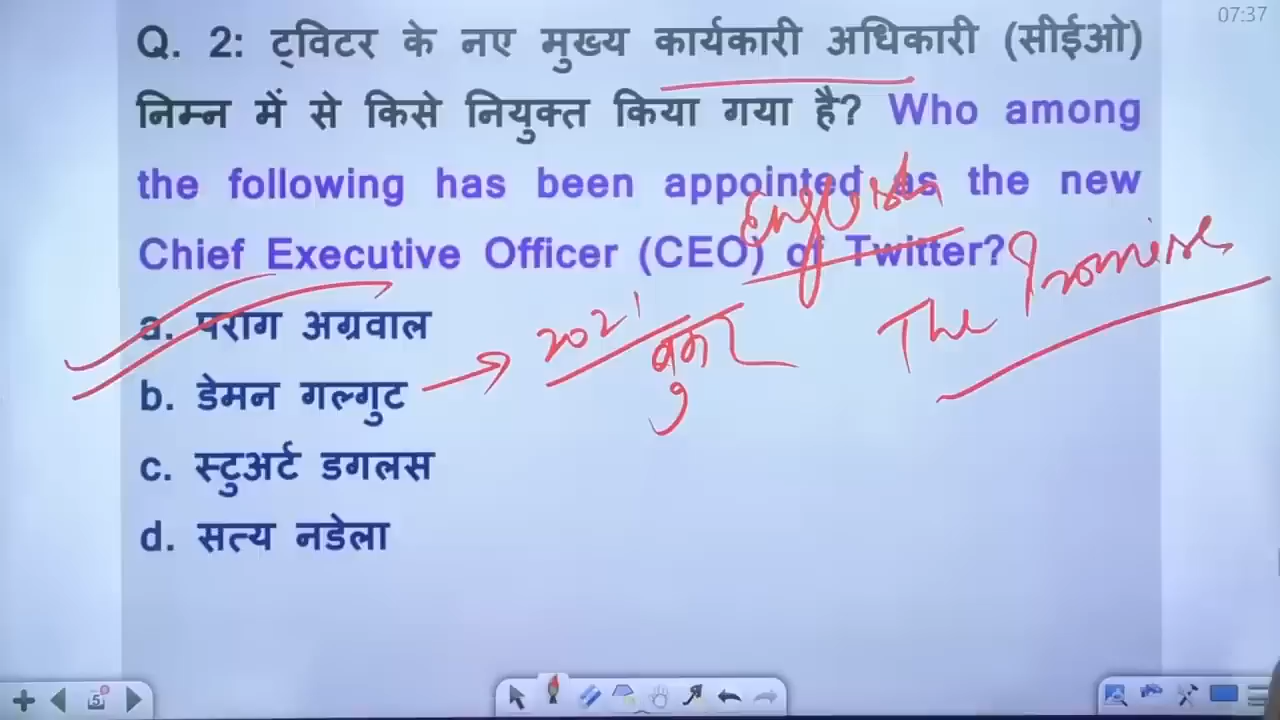 07:37
Q. 2: ट्विटर के नए मुख्य कार्यकारी अधिकारी (सीईओ)
निम्न में से किसे नियुक्त किया गया है? Who among
the following has been appointed as the new
Chief Executive Officer (CEO) of Twitter?
English
The Promise
a. पराग अग्रवाल
2021
b. डेमन गल्गुट
बुकर
c. स्टुअर्ट डगलस
d. सत्य नडेला
5